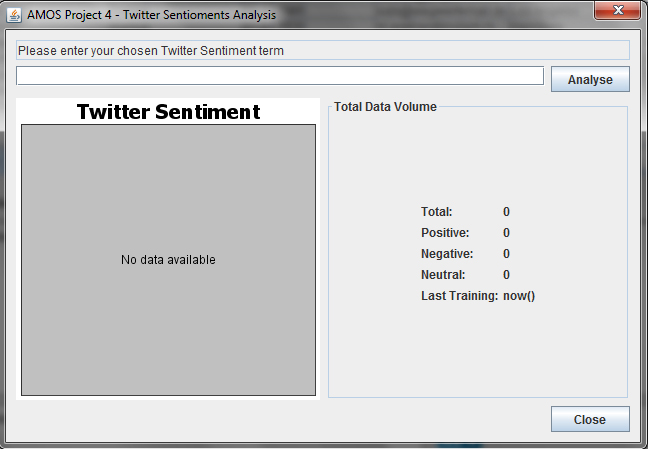 AMOS Project 4 - Twitter Sentioments Analysis
Please enter your chosen Twitter Sentiment term
Analyse
Twitter Sentiment
No data available
Total Data Volume
Total: 0
Positive: 0
Negative: 0
Neutral: 0
Last Training: now()
Close